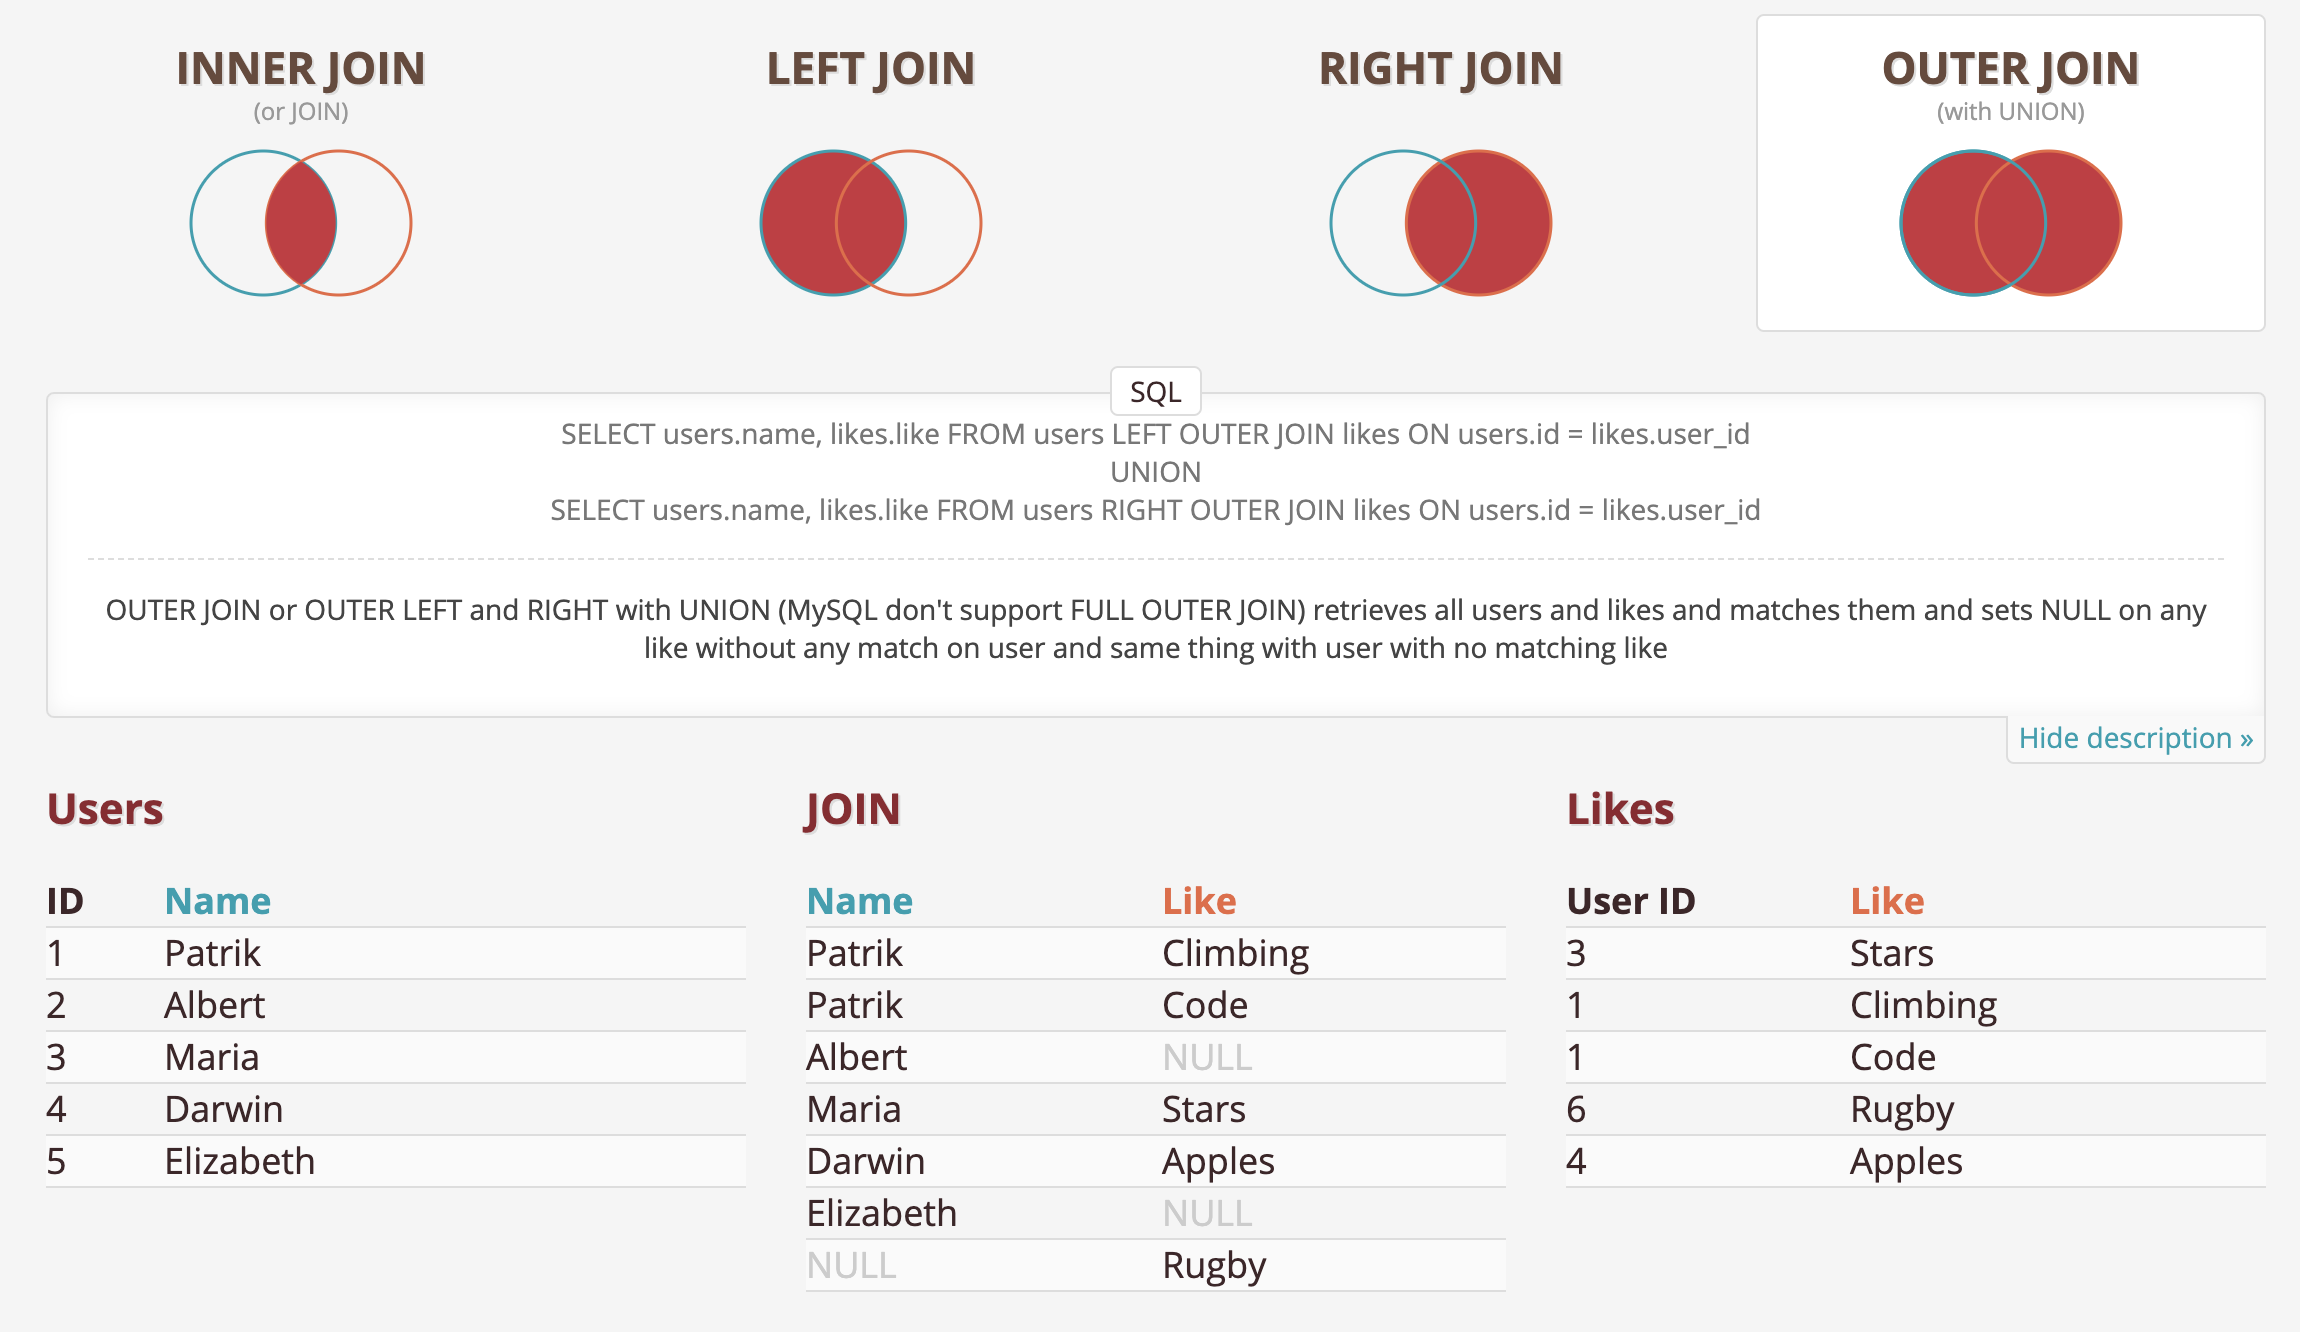 INNER JOIN
(or JOIN)
LEFT JOIN
RIGHT JOIN
OUTER JOIN
(with UNION)
SQL
SELECT users.name, likes.like FROM users LEFT OUTER JOIN likes ON users.id = likes.user_id
UNION
SELECT users.name, likes.like FROM users RIGHT OUTER JOIN likes ON users.id = likes.user_id
OUTER JOIN or OUTER LEFT and RIGHT with UNION (MySQL don't support FULL OUTER JOIN) retrieves all users and likes and matches them and sets NULL on any
like without any match on user and same thing with user with no matching like
Hide description »
Users
ID Name
1 Patrik
2 Albert
3 Maria
4 Darwin
5 Elizabeth
JOIN
Name Like
Patrik Climbing
Patrik Code
Albert NULL
Maria Stars
Darwin Apples
Elizabeth NULL
NULL Rugby
Likes
User ID Like
3 Stars
1 Climbing
1 Code
6 Rugby
4 Apples